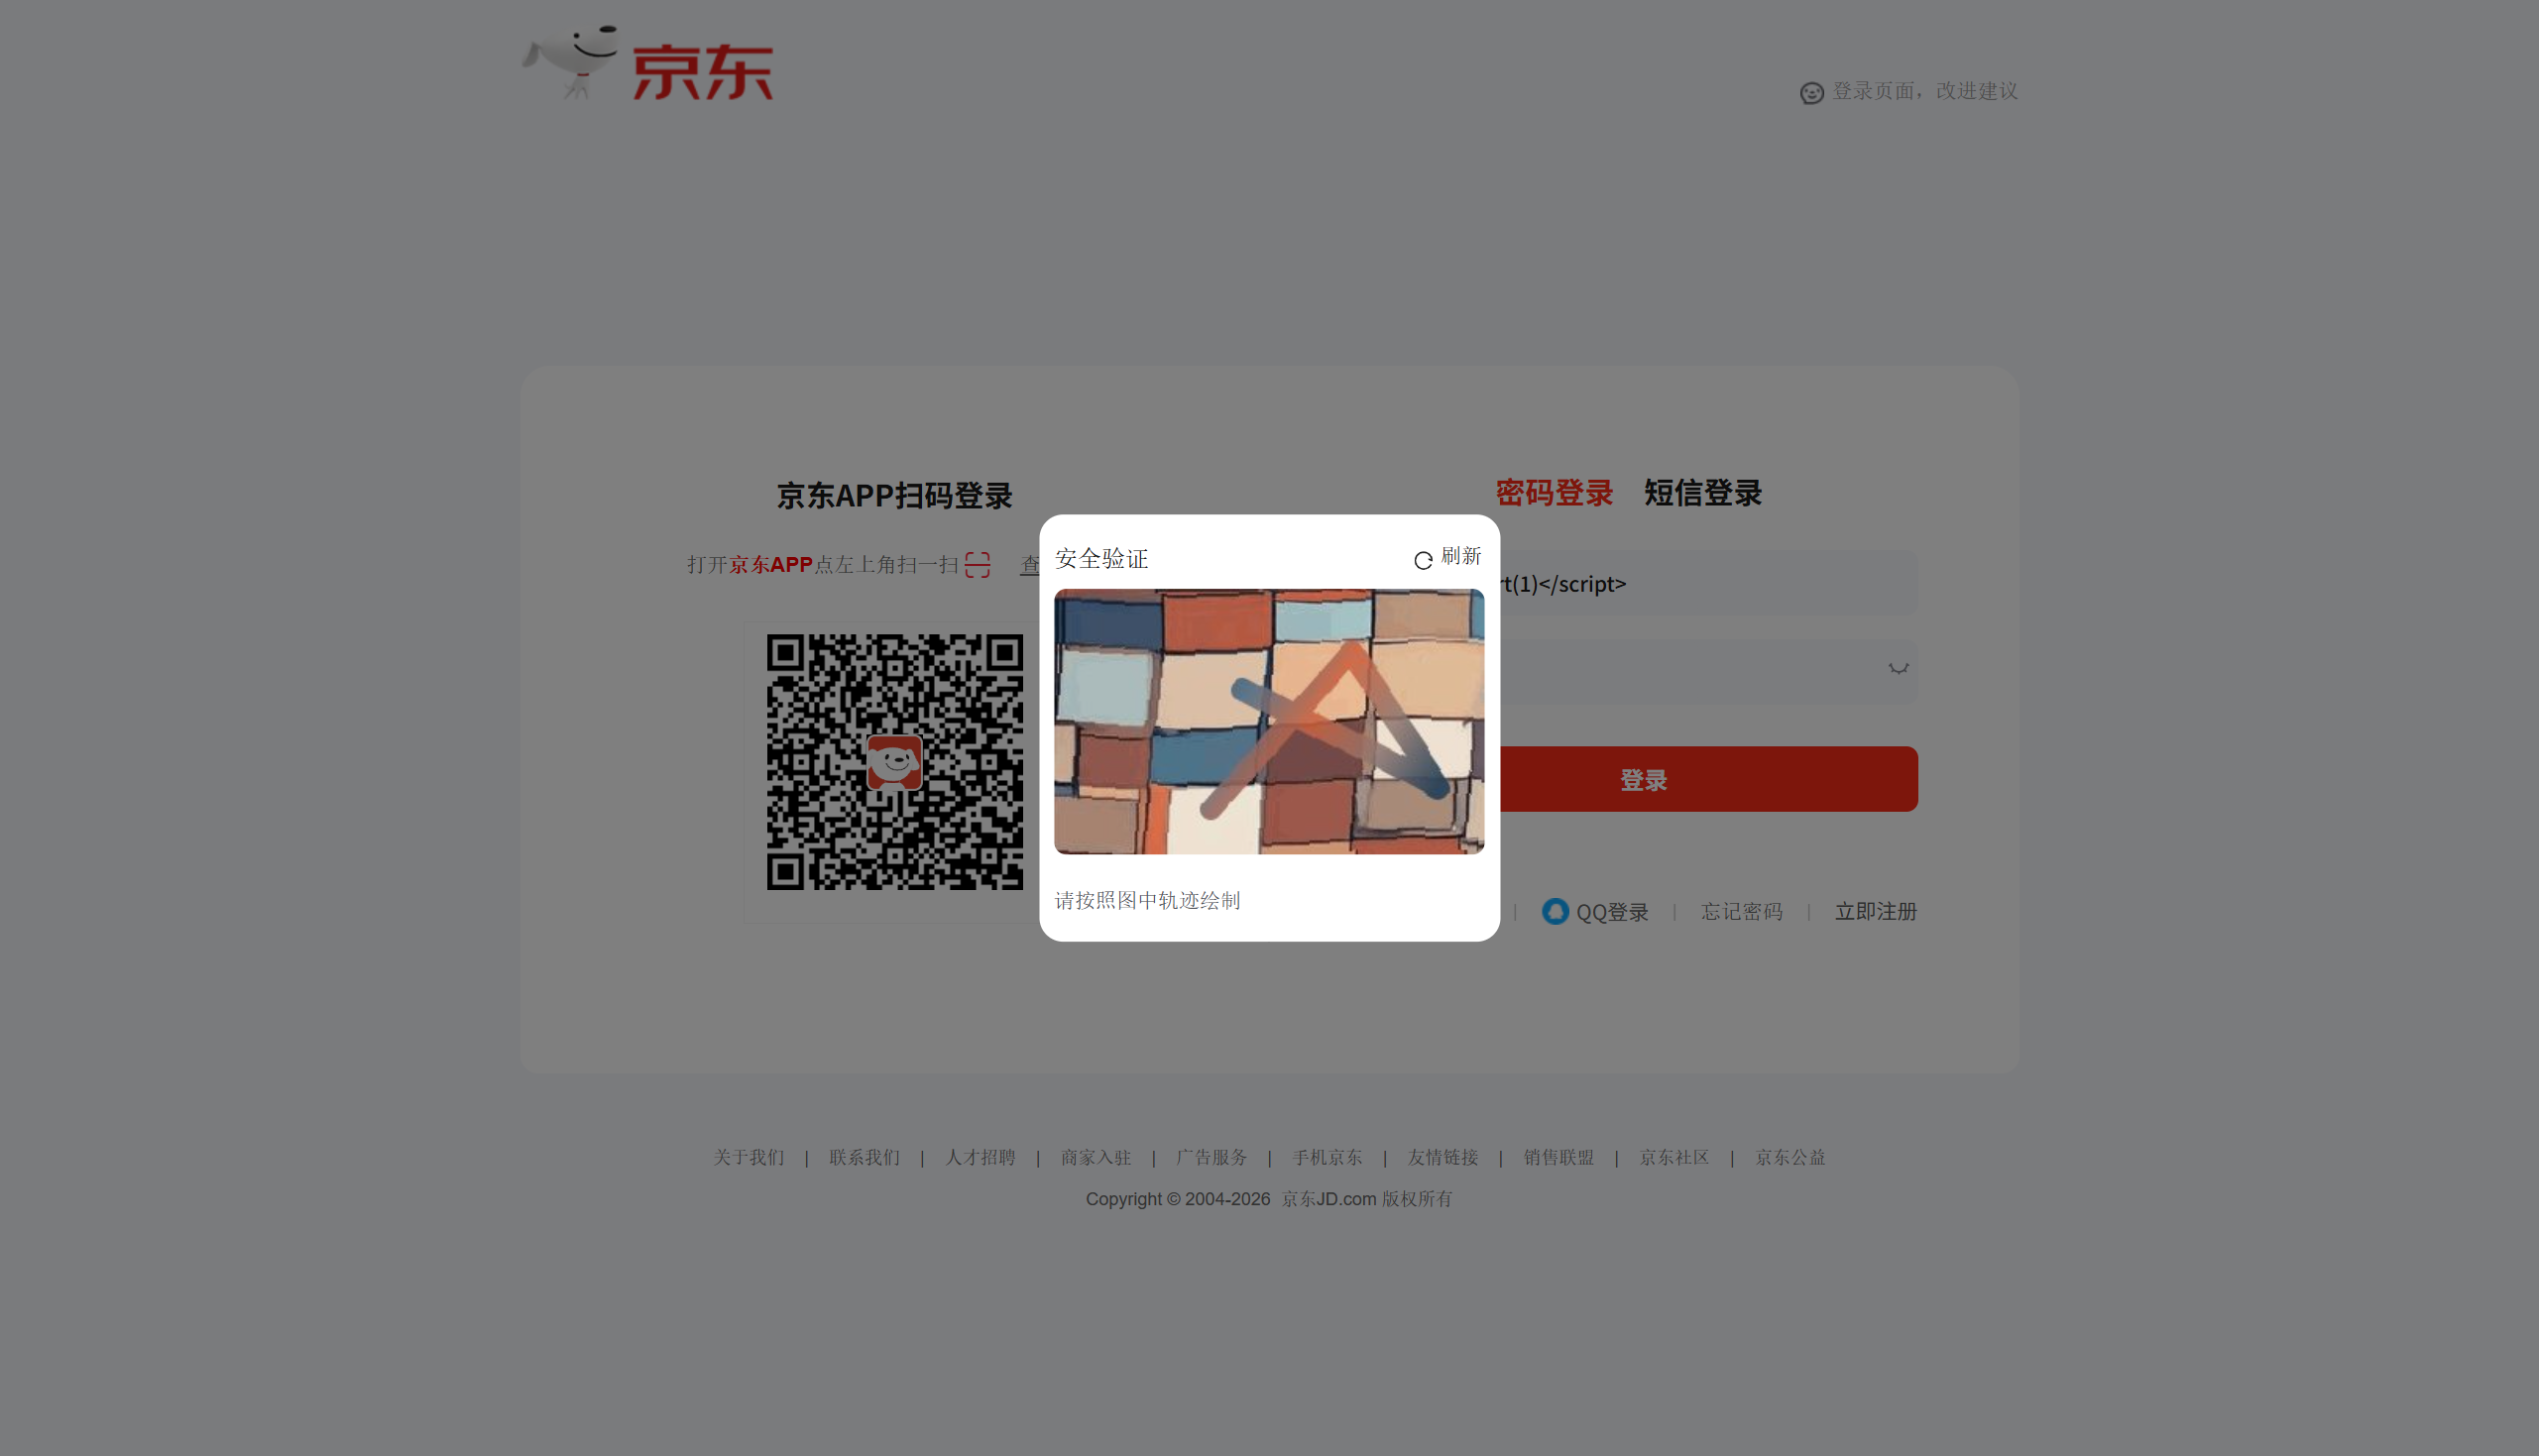 京东
登录页面，改进建议
京东APP扫码登录
密码登录 短信登录
打开京东APP点左上角扫一扫 查
安全验证
刷新
rt(1)</script>
登录
请按照图中轨迹绘制
| QQ登录 | 忘记密码 | 立即注册
关于我们 | 联系我们 | 人才招聘 | 商家入驻 | 广告服务 | 手机京东 | 友情链接 | 销售联盟 | 京东社区 | 京东公益
Copyright © 2004-2026 京东JD.com 版权所有